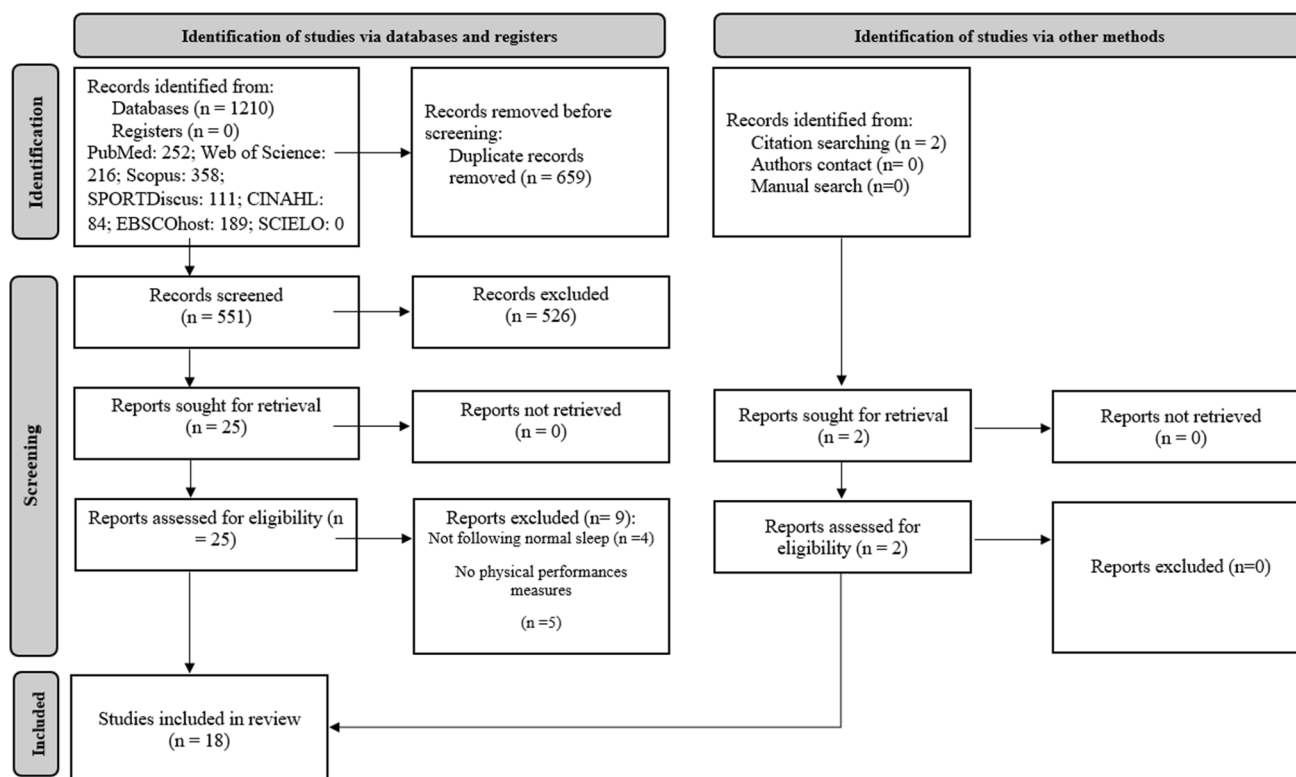 Identification of studies via databases and registers
Identification of studies via other methods
Identification
Records identified from:
Databases (n = 1210)
Registers (n = 0)
PubMed: 252; Web of Science:
216; Scopus: 358;
SPORTDiscus: 111; CINAHL:
84; EBSCOhost: 189; SCIELO: 0
Records removed before
screening:
Duplicate records
removed (n = 659)
Records identified from:
Citation searching (n = 2)
Authors contact (n= 0)
Manual search (n=0)
Screening
Records screened
(n = 551)
Records excluded
(n = 526)
Reports sought for retrieval
(n = 25)
Reports not retrieved
(n = 0)
Reports sought for retrieval
(n = 2)
Reports not retrieved
(n = 0)
Reports assessed for eligibility (n
= 25)
Reports excluded (n= 9):
Not following normal sleep (n =4)
No physical performances
measures
(n =5)
Reports assessed for
eligibility (n = 2)
Reports excluded (n=0)
Included
Studies included in review
(n = 18)